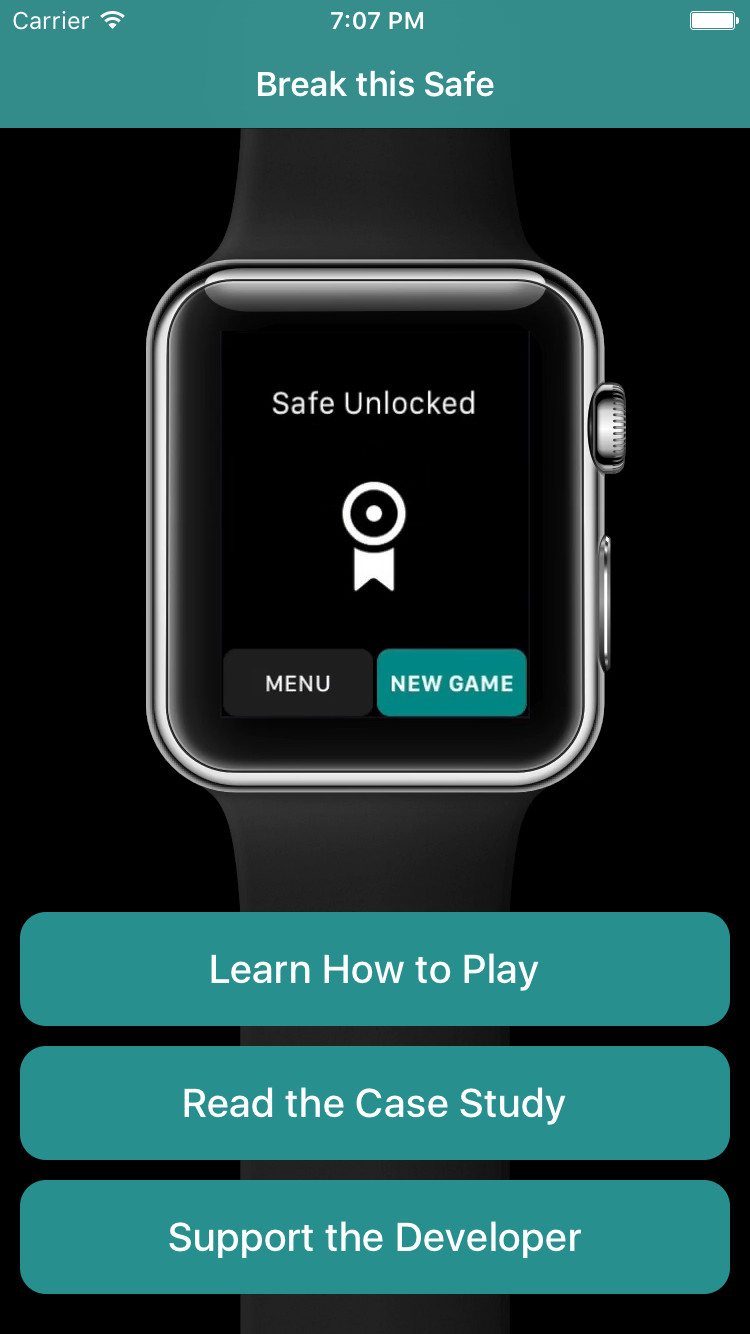 Carrier 7:07 PM
Break this Safe
Safe Unlocked
MENU NEW GAME
Learn How to Play
Read the Case Study
Support the Developer